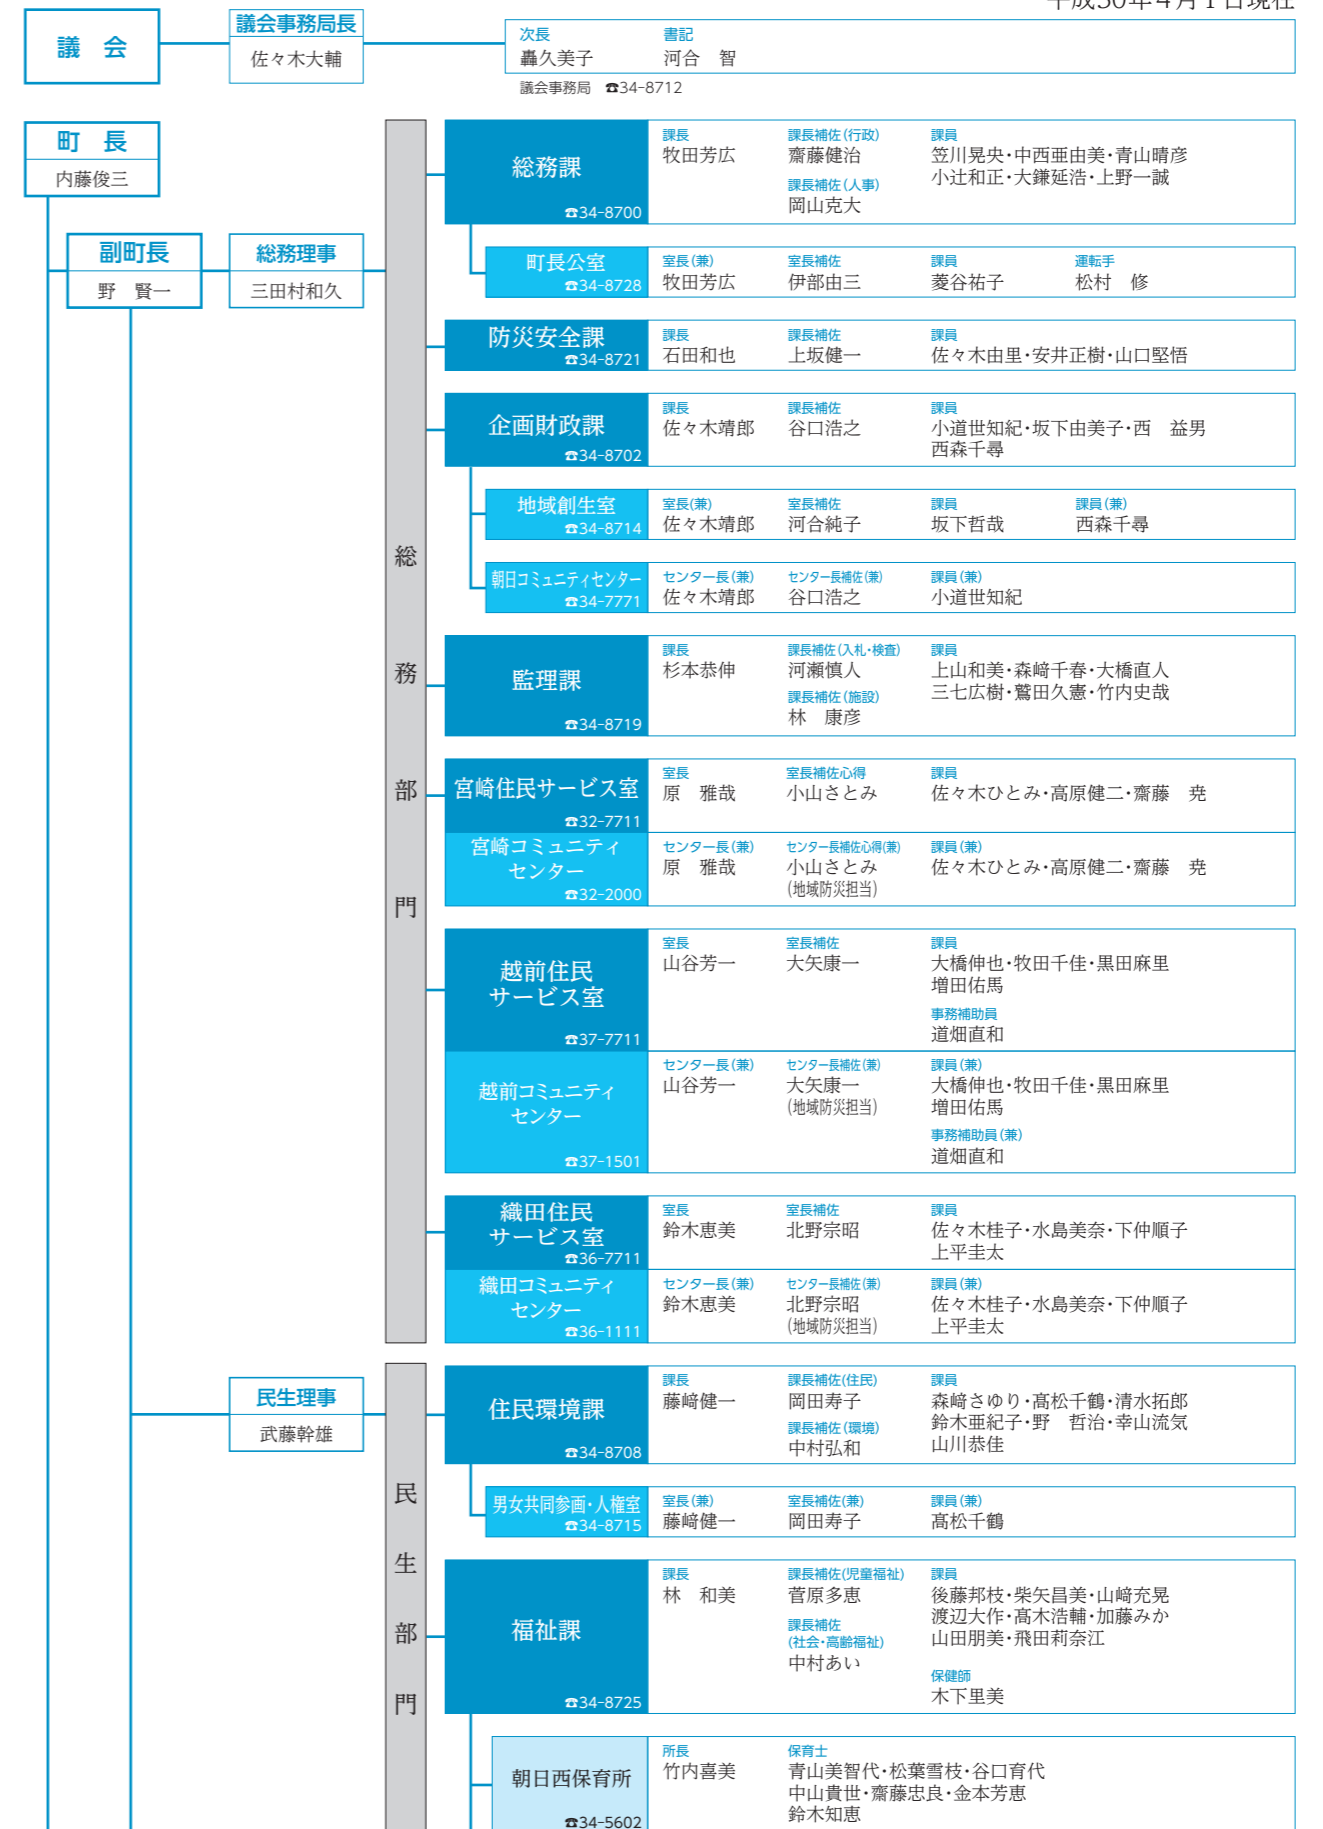 平成30年4月1日現在
議　会
議会事務局長
佐々木大輔
次長　書記
轟久美子　河合　智
議会事務局　☎34-8712
町　長
内藤俊三
副町長
野　賢一
総務理事
三田村和久
総務部門
総務課
☎34-8700
課長　課長補佐(行政)　課員
牧田芳広　齋藤健治　笠川晃央・中西亜由美・青山晴彦
小辻和正・大鎌延浩・上野一誠
課長補佐(人事)
岡山克大
町長公室
☎34-8728
室長(兼)　室長補佐　課員　運転手
牧田芳広　伊部由三　菱谷祐子　松村　修
防災安全課
☎34-8721
課長　課長補佐　課員
石田和也　上坂健一　佐々木由里・安井正樹・山口堅悟
企画財政課
☎34-8702
課長　課長補佐　課員
佐々木靖郎　谷口浩之　小道世知紀・坂下由美子・西　益男
西森千尋
地域創生室
☎34-8714
室長(兼)　室長補佐　課員　課員(兼)
佐々木靖郎　河合純子　坂下哲哉　西森千尋
朝日コミュニティセンター
☎34-7771
センター長(兼)　センター長補佐(兼)　課員(兼)
佐々木靖郎　谷口浩之　小道世知紀
監理課
☎34-8719
課長　課長補佐(入札・検査)　課員
杉本恭伸　河瀬慎人　上山和美・森﨑千春・大橋直人
三七広樹・鷲田久憲・竹内史哉
課長補佐(施設)
林　康彦
宮崎住民サービス室
☎32-7711
室長　室長補佐心得　課員
原　雅哉　小山さとみ　佐々木ひとみ・高原健二・齋藤　尭
宮崎コミュニティ
センター
☎32-2000
センター長(兼)　センター長補佐心得(兼)　課員(兼)
原　雅哉　小山さとみ　佐々木ひとみ・高原健二・齋藤　尭
(地域防災担当)
越前住民
サービス室
☎37-7711
室長　室長補佐　課員
山谷芳一　大矢康一　大橋伸也・牧田千佳・黒田麻里
増田佑馬
事務補助員
道畑直和
越前コミュニティ
センター
☎37-1501
センター長(兼)　センター長補佐(兼)　課員(兼)
山谷芳一　大矢康一　大橋伸也・牧田千佳・黒田麻里
(地域防災担当)　増田佑馬
事務補助員(兼)
道畑直和
織田住民
サービス室
☎36-7711
室長　室長補佐　課員
鈴木恵美　北野宗昭　佐々木桂子・水島美奈・下仲順子
上平圭太
織田コミュニティ
センター
☎36-1111
センター長(兼)　センター長補佐(兼)　課員(兼)
鈴木恵美　北野宗昭　佐々木桂子・水島美奈・下仲順子
(地域防災担当)　上平圭太
民生理事
武藤幹雄
民生部門
住民環境課
☎34-8708
課長　課長補佐(住民)　課員
藤﨑健一　岡田寿子　森﨑さゆり・髙松千鶴・清水拓郎
課長補佐(環境)　鈴木亜紀子・野　哲治・幸山流気
中村弘和　山川恭佳
男女共同参画・人権室
☎34-8715
室長(兼)　室長補佐(兼)　課員(兼)
藤﨑健一　岡田寿子　髙松千鶴
福祉課
☎34-8725
課長　課長補佐(児童福祉)　課員
林　和美　菅原多恵　後藤邦枝・柴矢昌美・山﨑充晃
渡辺大作・髙木浩輔・加藤みか
山田朋美・飛田莉奈江
課長補佐
(社会・高齢福祉)
中村あい
保健師
木下里美
朝日西保育所
☎34-5602
所長　保育士
竹内喜美　青山美智代・松葉雪枝・谷口育代
中山貴世・齋藤忠良・金本芳恵
鈴木知恵